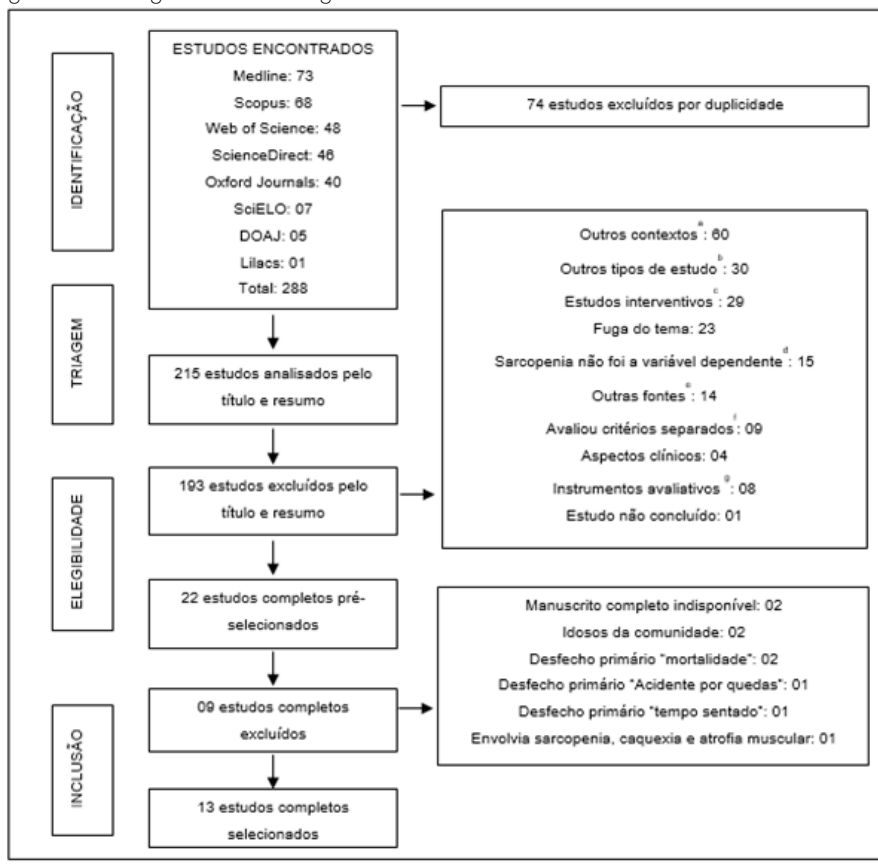 IDENTIFICAÇÃO
ESTUDOS ENCONTRADOS
Medline: 73
Scopus: 68
Web of Science: 48
ScienceDirect: 46
Oxford Journals: 40
SciELO: 07
DOAJ: 05
Lilacs: 01
Total: 288
74 estudos excluídos por duplicidade
TRIAGEM
215 estudos analisados pelo
título e resumo
Outros contextos a: 60
Outros tipos de estudo b: 30
Estudos interventivos c: 29
Fuga do tema: 23
Sarcopenia não foi a variável dependente d: 15
Outras fontes e: 14
Avaliou critérios separados f: 09
Aspectos clínicos: 04
Instrumentos avaliativos g: 08
Estudo não concluído: 01
ELEGIBILIDADE
193 estudos excluídos pelo
título e resumo
22 estudos completos pré-
selecionados
Manuscrito completo indisponível: 02
Idosos da comunidade: 02
Desfecho primário "mortalidade": 02
Desfecho primário "Acidente por quedas": 01
Desfecho primário "tempo sentado": 01
Envolvia sarcopenia, caquexia e atrofia muscular: 01
INCLUSÃO
09 estudos completos
excluídos
13 estudos completos
selecionados